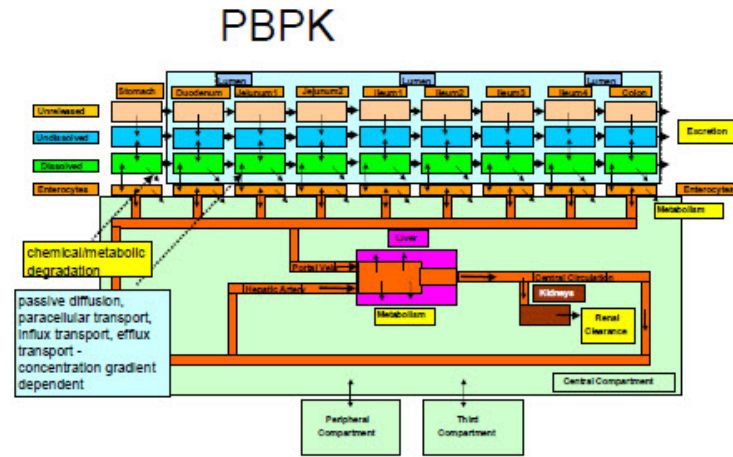 PBPK
Lumen Lumen Lumen
Stomach Duodenum Jejunum1 Jejunum2 Ileum1 Ileum2 Ileum3 Ileum4 Colon
Unreleased
Undissolved
Excretion
Dissolved
Enterocytes Enterocytes
Metabolism
chemical/metabolic
degradation
Liver
Portal Vein
Hepatic Artery
Central Circulation
Kidneys
Metabolism
Renal
Clearance
passive diffusion,
paracellular transport,
influx transport, efflux
transport -
concentration gradient
dependent
Central Compartment
Peripheral
Compartment
Third
Compartment